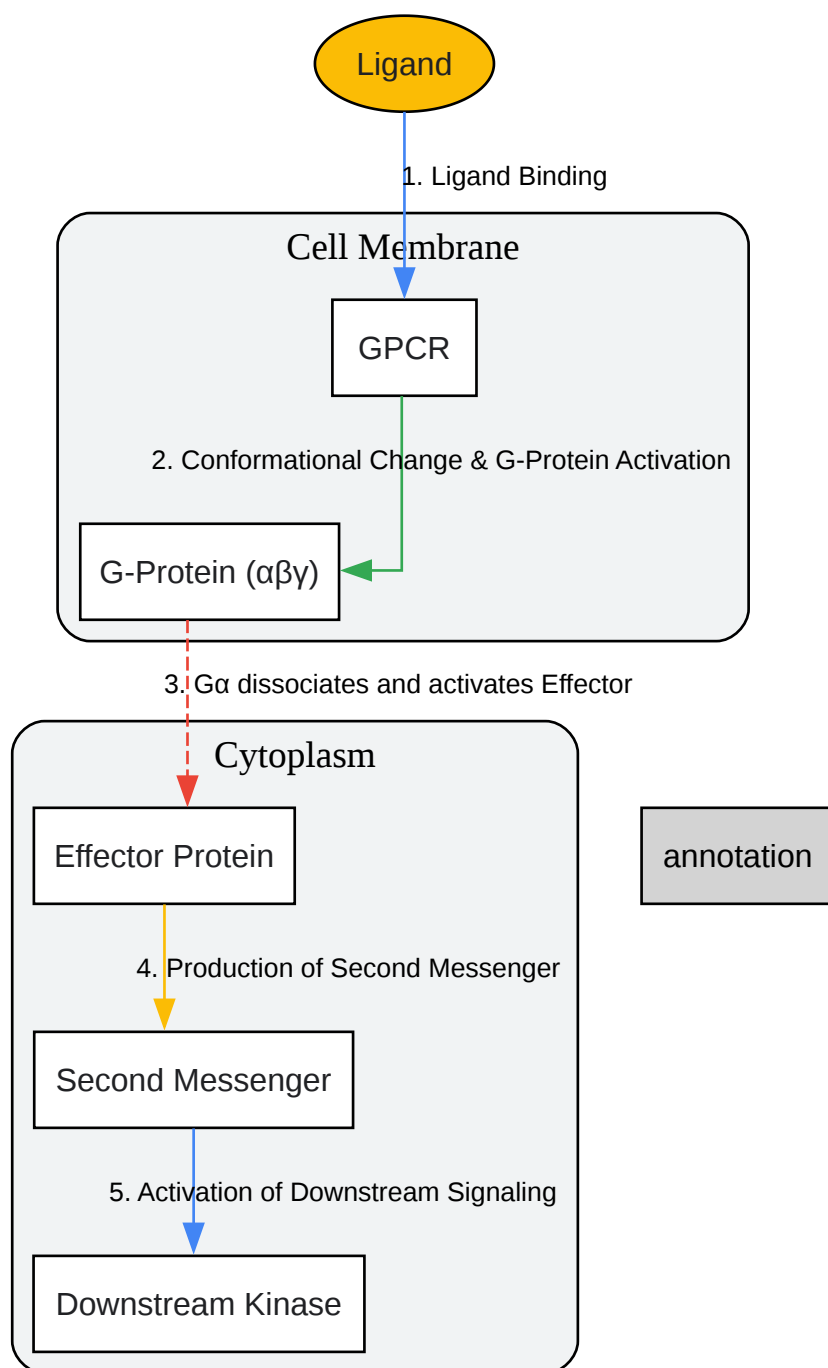 Ligand
1. Ligand Binding
Cell Membrane
GPCR
2. Conformational Change & G-Protein Activation
G-Protein (αβγ)
3. Gα dissociates and activates Effector
Cytoplasm
Effector Protein
annotation
4. Production of Second Messenger
Second Messenger
5. Activation of Downstream Signaling
Downstream Kinase